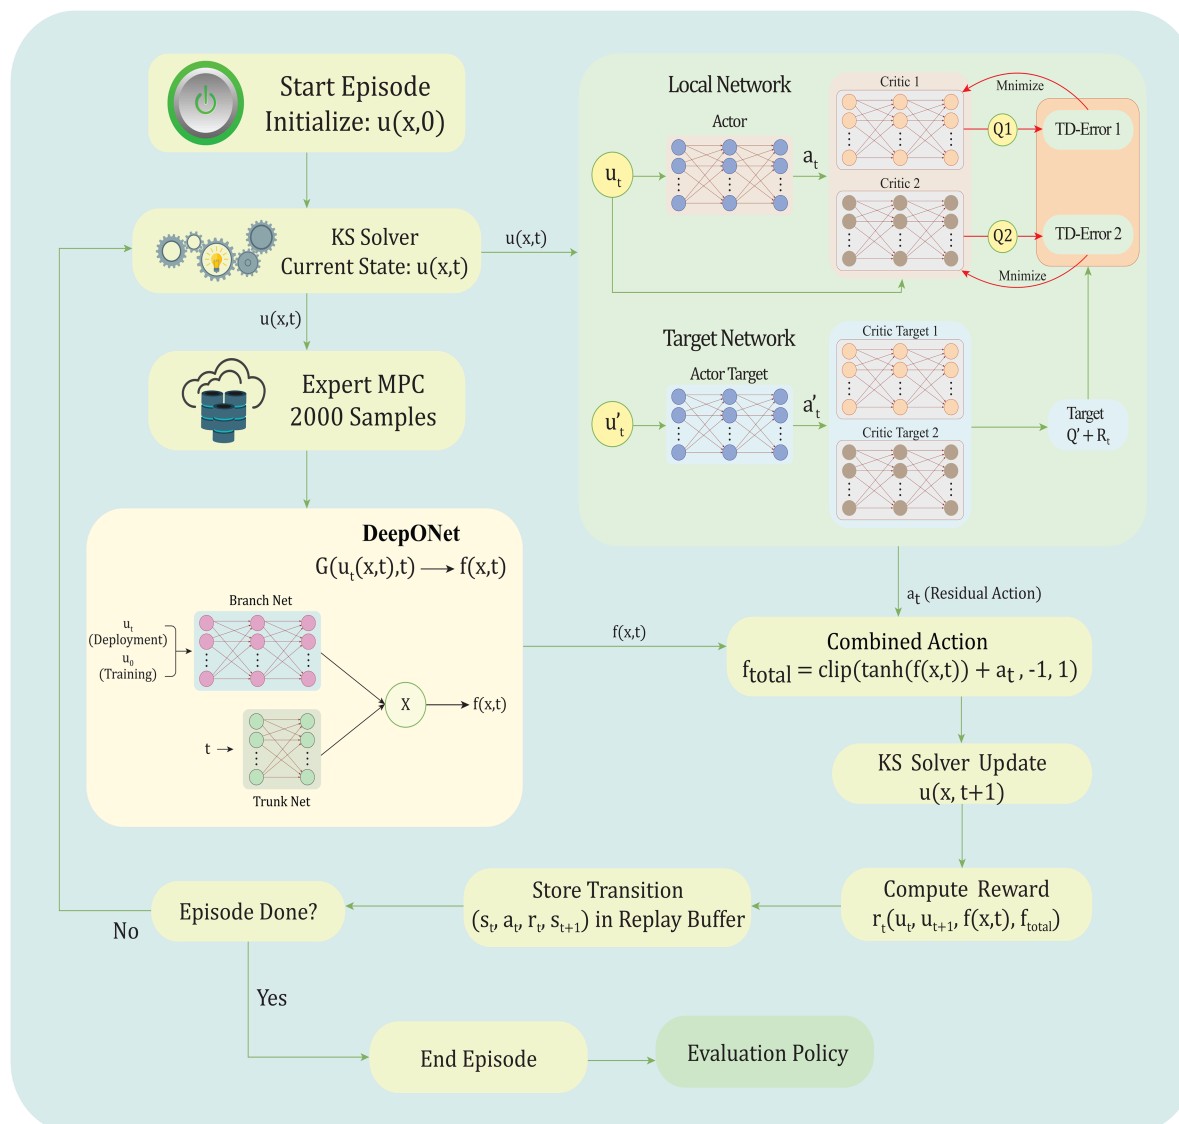 Start Episode
Initialize: u(x,0)
KS Solver
Current State: u(x,t)
u(x,t)
u(x,t)
Expert MPC
2000 Samples
Local Network
Actor
u_t
a_t
Critic 1
Critic 2
Q1
Q2
Mnimize
TD-Error 1
TD-Error 2
Mnimize
Target Network
Actor Target
u'_t
a'_t
Critic Target 1
Critic Target 2
Target
Q' + R_t
DeepONet
G(u_t(x,t),t) ⟶ f(x,t)
Branch Net
u_t
(Deployment)
u_0
(Training)
X
f(x,t)
t
Trunk Net
f(x,t)
a_t (Residual Action)
Combined Action
f_total = clip(tanh(f(x,t)) + a_t , -1, 1)
KS Solver Update
u(x, t+1)
Compute Reward
r_t(u_t, u_{t+1}, f(x,t), f_total)
Store Transition
(s_t, a_t, r_t, s_{t+1}) in Replay Buffer
Episode Done?
No
Yes
End Episode
Evaluation Policy